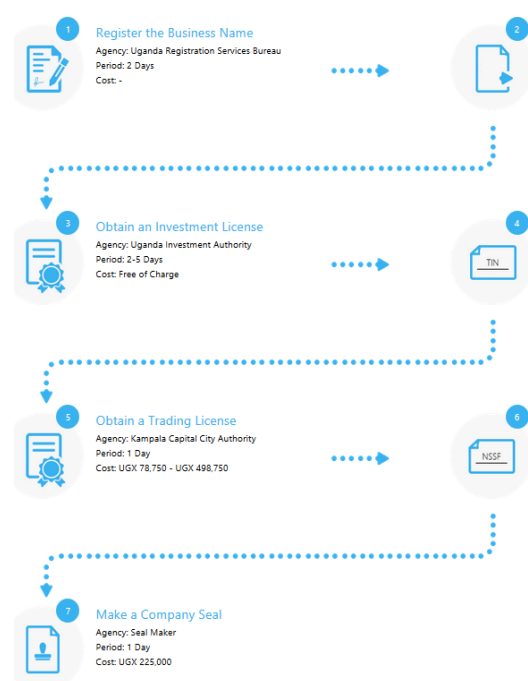 1
Register the Business Name
Agency: Uganda Registration Services Bureau
Period: 2 Days
Cost: -
2
3
Obtain an Investment License
Agency: Uganda Investment Authority
Period: 2-5 Days
Cost: Free of Charge
4
TIN
5
Obtain a Trading License
Agency: Kampala Capital City Authority
Period: 1 Day
Cost: UGX 78,750 - UGX 498,750
6
NSSF
7
Make a Company Seal
Agency: Seal Maker
Period: 1 Day
Cost: UGX 225,000